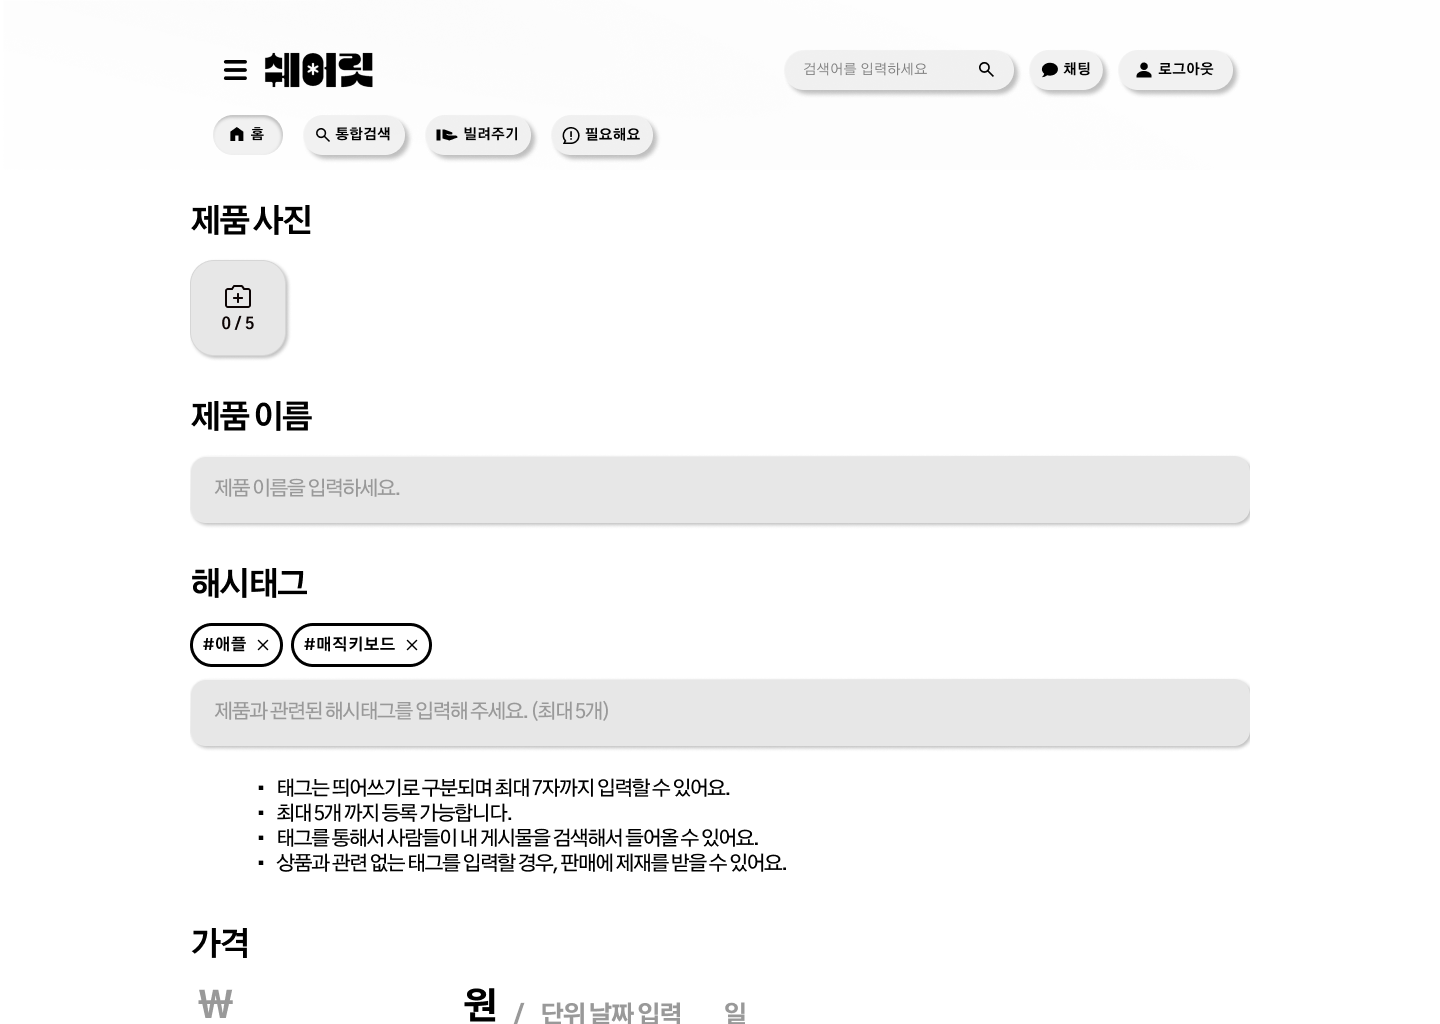 쉐어릿
검색어를 입력하세요
채팅
로그아웃
홈
통합검색
빌려주기
필요해요
제품 사진
0 / 5
제품 이름
제품 이름을 입력하세요.
해시태그
#애플 ×
#매직키보드 ×
제품과 관련된 해시태그를 입력해 주세요. (최대 5개)
▪ 태그는 띄어쓰기로 구분되며 최대 7자까지 입력할 수 있어요.
▪ 최대 5개 까지 등록 가능합니다.
▪ 태그를 통해서 사람들이 내 게시물을 검색해서 들어올 수 있어요.
▪ 상품과 관련 없는 태그를 입력할 경우, 판매에 제재를 받을 수 있어요.
가격
₩ 원 / 단위 날짜 입력 일